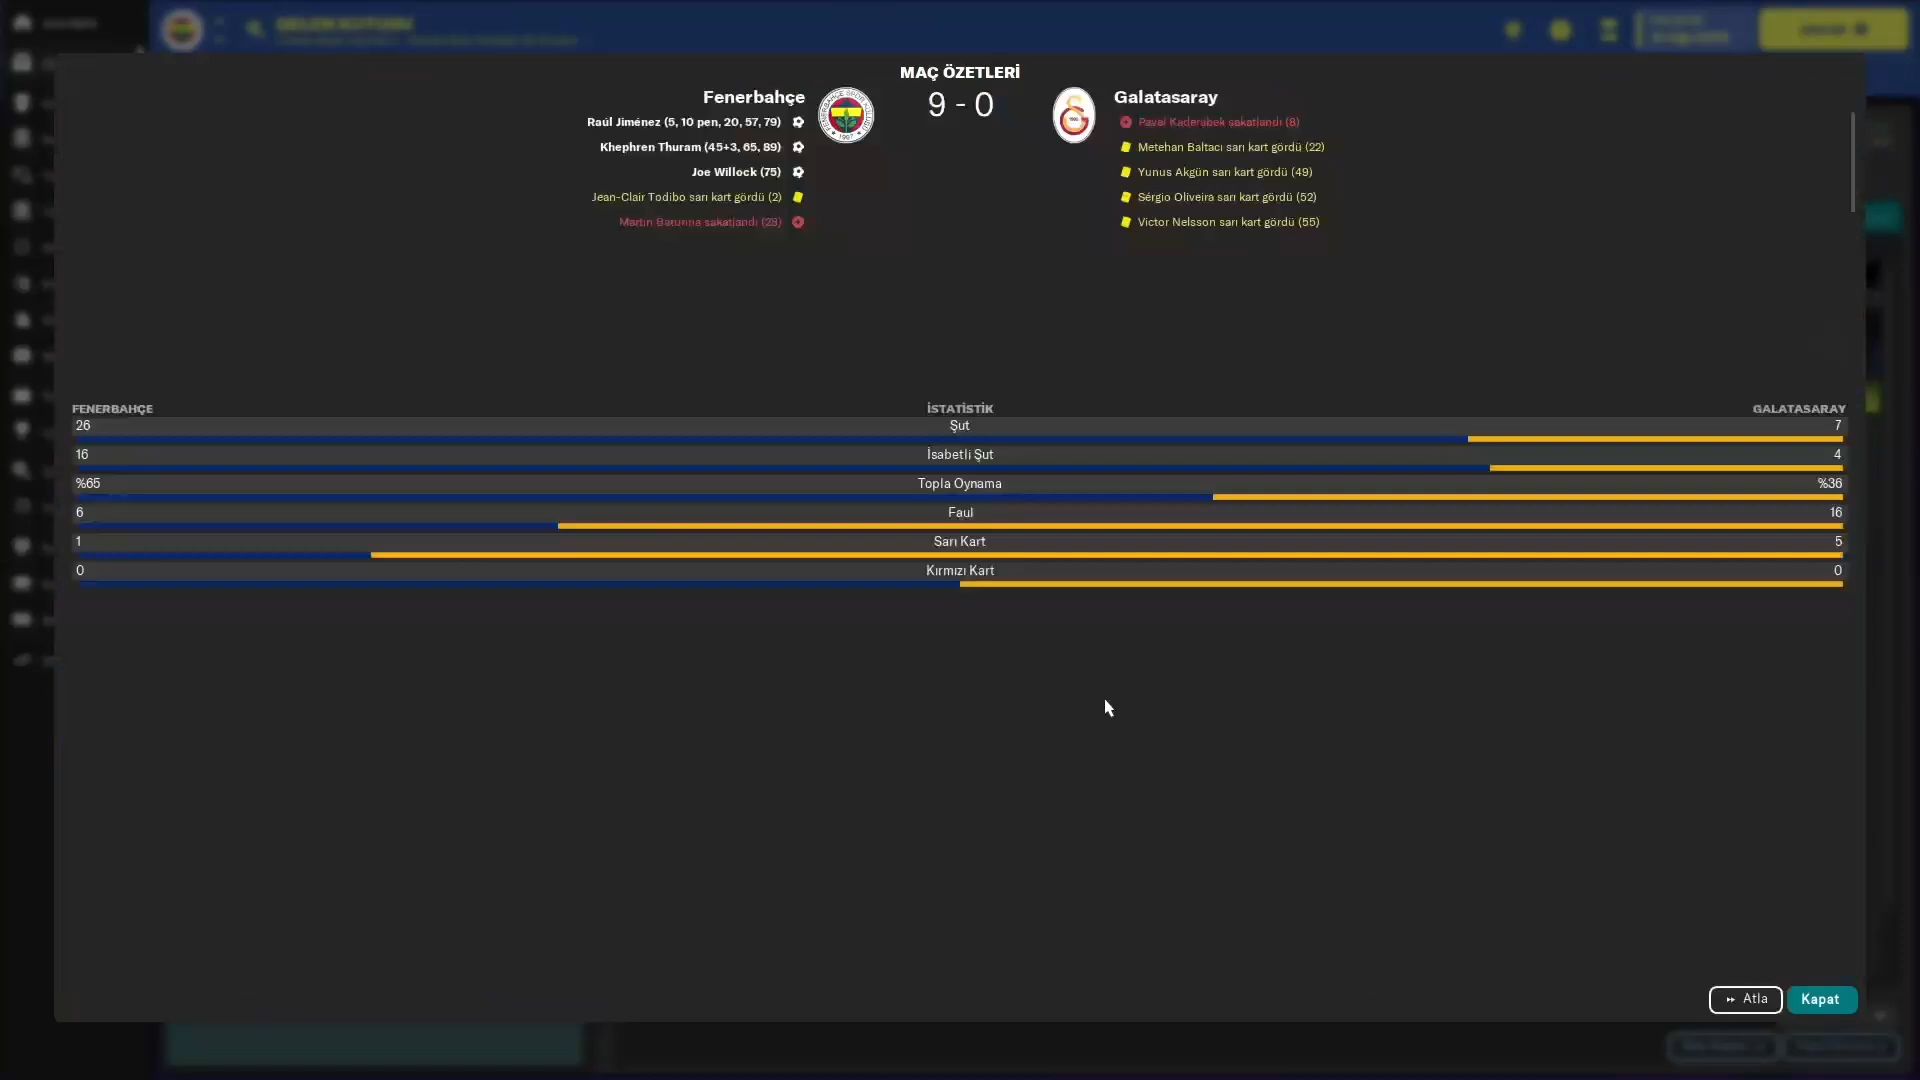 MAÇ ÖZETLERİ
Fenerbahçe
9 - 0
Galatasaray
Raúl Jiménez (5, 10 pen, 20, 57, 79)
Khephren Thuram (45+3, 65, 89)
Joe Willock (75)
Jean-Clair Todibo sarı kart gördü (2)
sakatlandı (28)
Pavel Kaderabek sakatlandı (8)
Metehan Baltacı sarı kart gördü (22)
Yunus Akgün sarı kart gördü (49)
Sérgio Oliveira sarı kart gördü (52)
Victor Nelsson sarı kart gördü (55)
FENERBAHÇE İSTATİSTİK GALATASARAY
26 Şut 7
16 İsabetli Şut 4
%65 Topla Oynama %36
6 Faul 16
1 Sarı Kart 5
0 Kırmızı Kart 0
Atla
Kapat